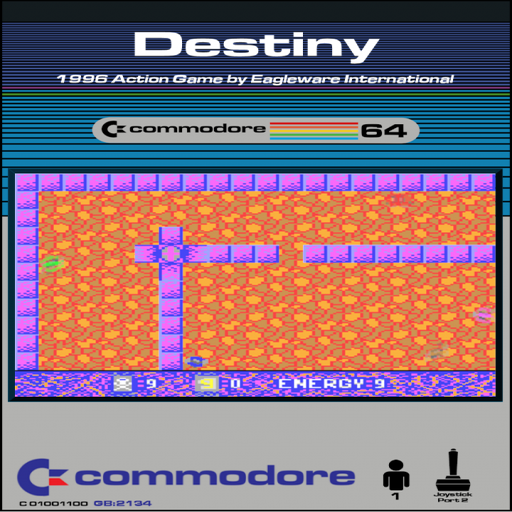 Destiny
1996 Action Game by Eagleware International
commodore 64
9 0 ENERGY 9
commodore
1
Joystick
Port 2
C01001100 GB:2134